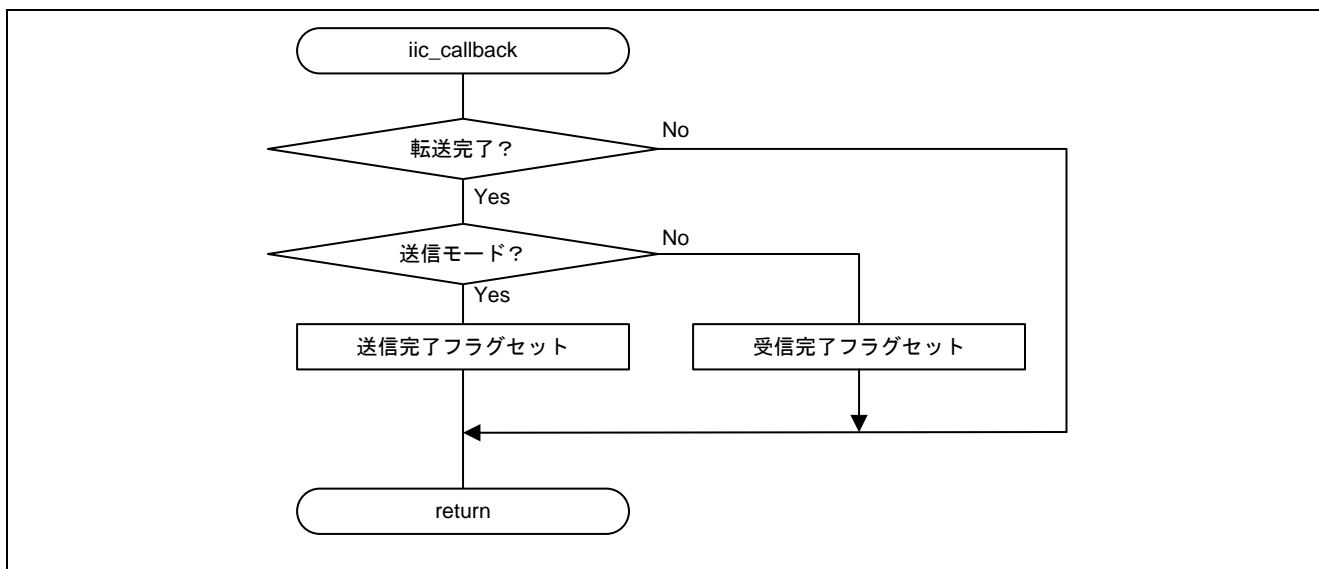 iic_callback
転送完了？
No
Yes
送信モード？
No
Yes
送信完了フラグセット
受信完了フラグセット
return